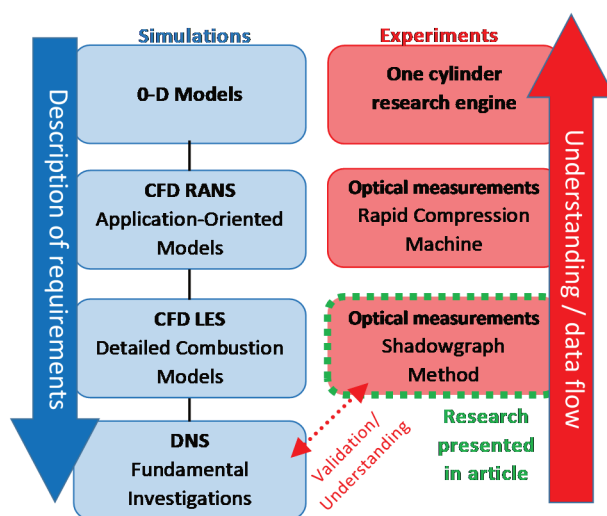 Simulations
Experiments
Description of requirements
0-D Models
One cylinder
research engine
Understanding / data flow
CFD RANS
Application-Oriented
Models
Optical measurements
Rapid Compression
Machine
CFD LES
Detailed Combustion
Models
Optical measurements
Shadowgraph
Method
DNS
Fundamental
Investigations
Validation/
Understanding
Research
presented
in article